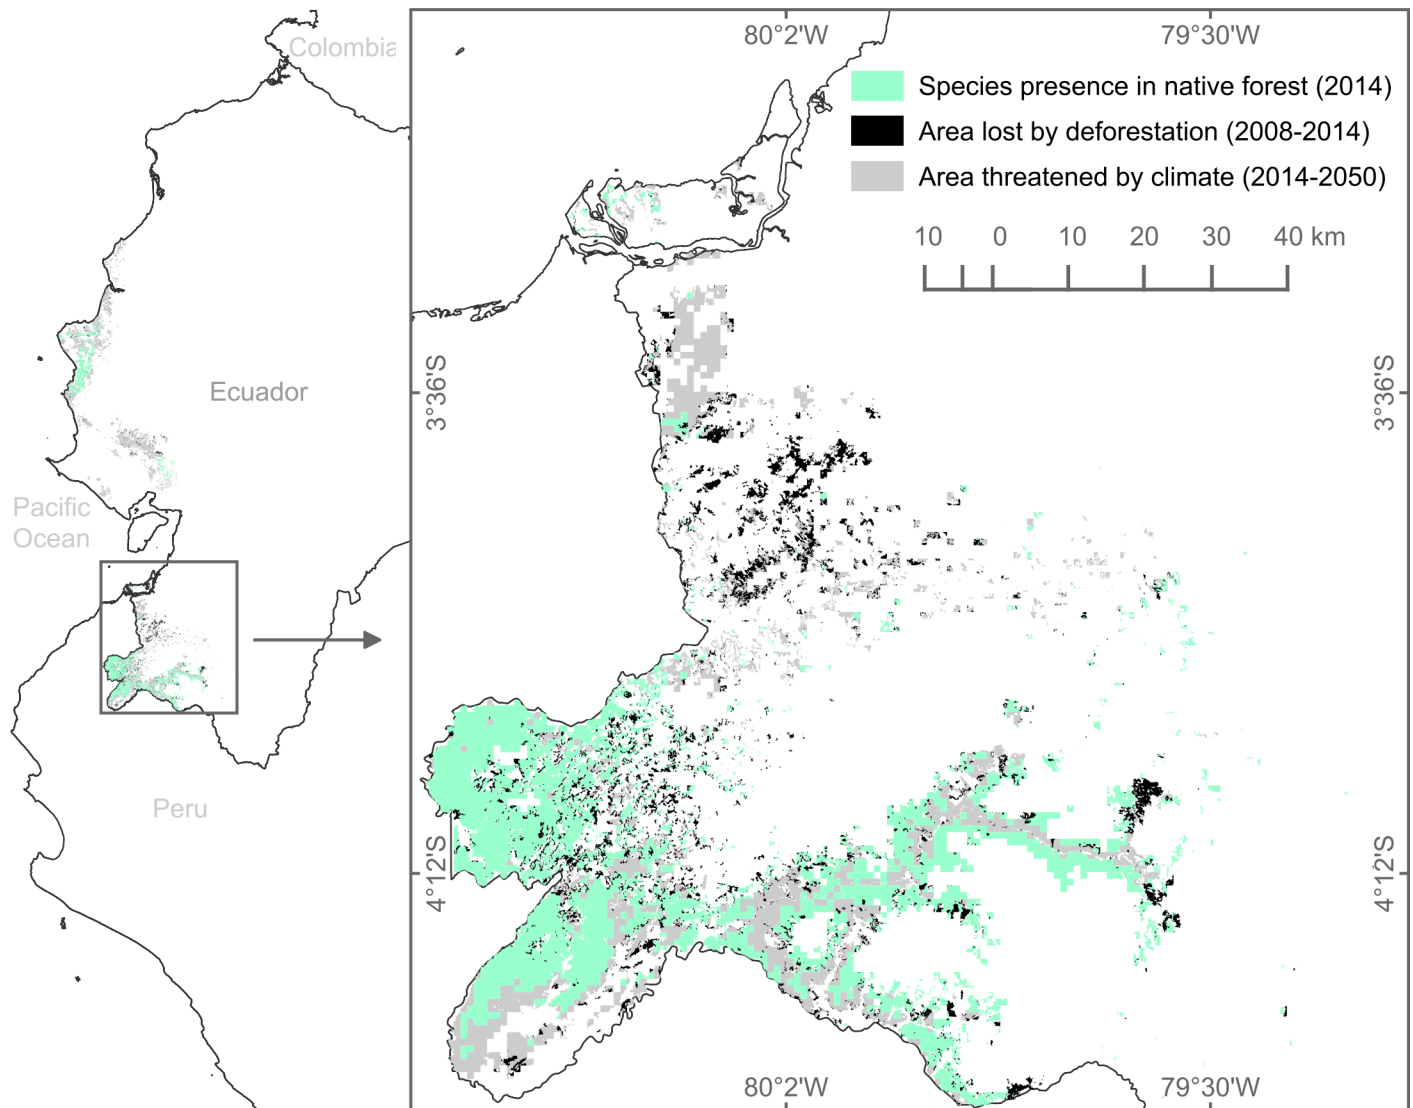 Colombia
Ecuador
Pacific
Ocean
Peru
80°2'W
79°30'W
Species presence in native forest (2014)
Area lost by deforestation (2008-2014)
Area threatened by climate (2014-2050)
10 0 10 20 30 40 km
3°36'S
3°36'S
4°12'S
4°12'S
80°2'W
79°30'W